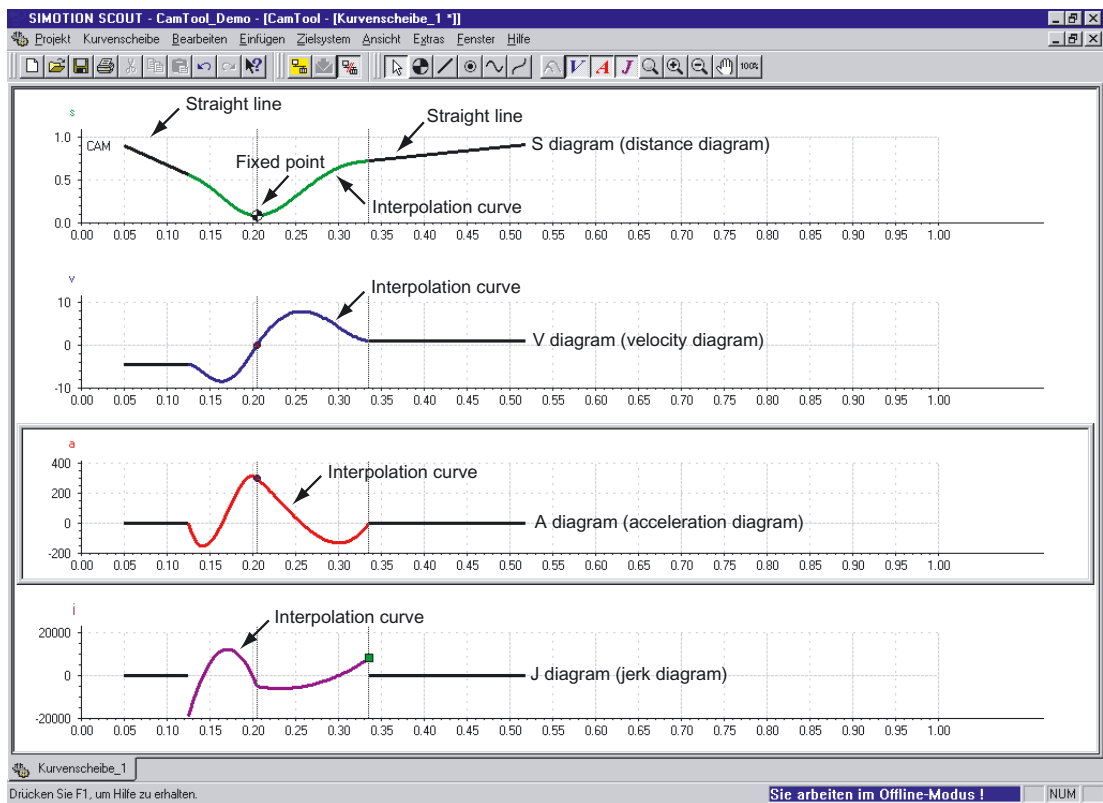 SIMOTION SCOUT - CamTool_Demo - [CamTool - [Kurvenscheibe_1 *]]
Projekt Kurvenscheibe Bearbeiten Einfügen Zielsystem Ansicht Extras Fenster Hilfe
V A J 100%
s
Straight line
Straight line
1.0 CAM
S diagram (distance diagram)
Fixed point
0.5
Interpolation curve
0.0
0.00 0.05 0.10 0.15 0.20 0.25 0.30 0.35 0.40 0.45 0.50 0.55 0.60 0.65 0.70 0.75 0.80 0.85 0.90 0.95 1.00
v
Interpolation curve
10
0
V diagram (velocity diagram)
-10
0.00 0.05 0.10 0.15 0.20 0.25 0.30 0.35 0.40 0.45 0.50 0.55 0.60 0.65 0.70 0.75 0.80 0.85 0.90 0.95 1.00
a
400
Interpolation curve
200
0
A diagram (acceleration diagram)
-200
0.00 0.05 0.10 0.15 0.20 0.25 0.30 0.35 0.40 0.45 0.50 0.55 0.60 0.65 0.70 0.75 0.80 0.85 0.90 0.95 1.00
j
Interpolation curve
20000
0
J diagram (jerk diagram)
-20000
0.00 0.05 0.10 0.15 0.20 0.25 0.30 0.35 0.40 0.45 0.50 0.55 0.60 0.65 0.70 0.75 0.80 0.85 0.90 0.95 1.00
Kurvenscheibe_1
Drücken Sie F1, um Hilfe zu erhalten.
Sie arbeiten im Offline-Modus !
NUM